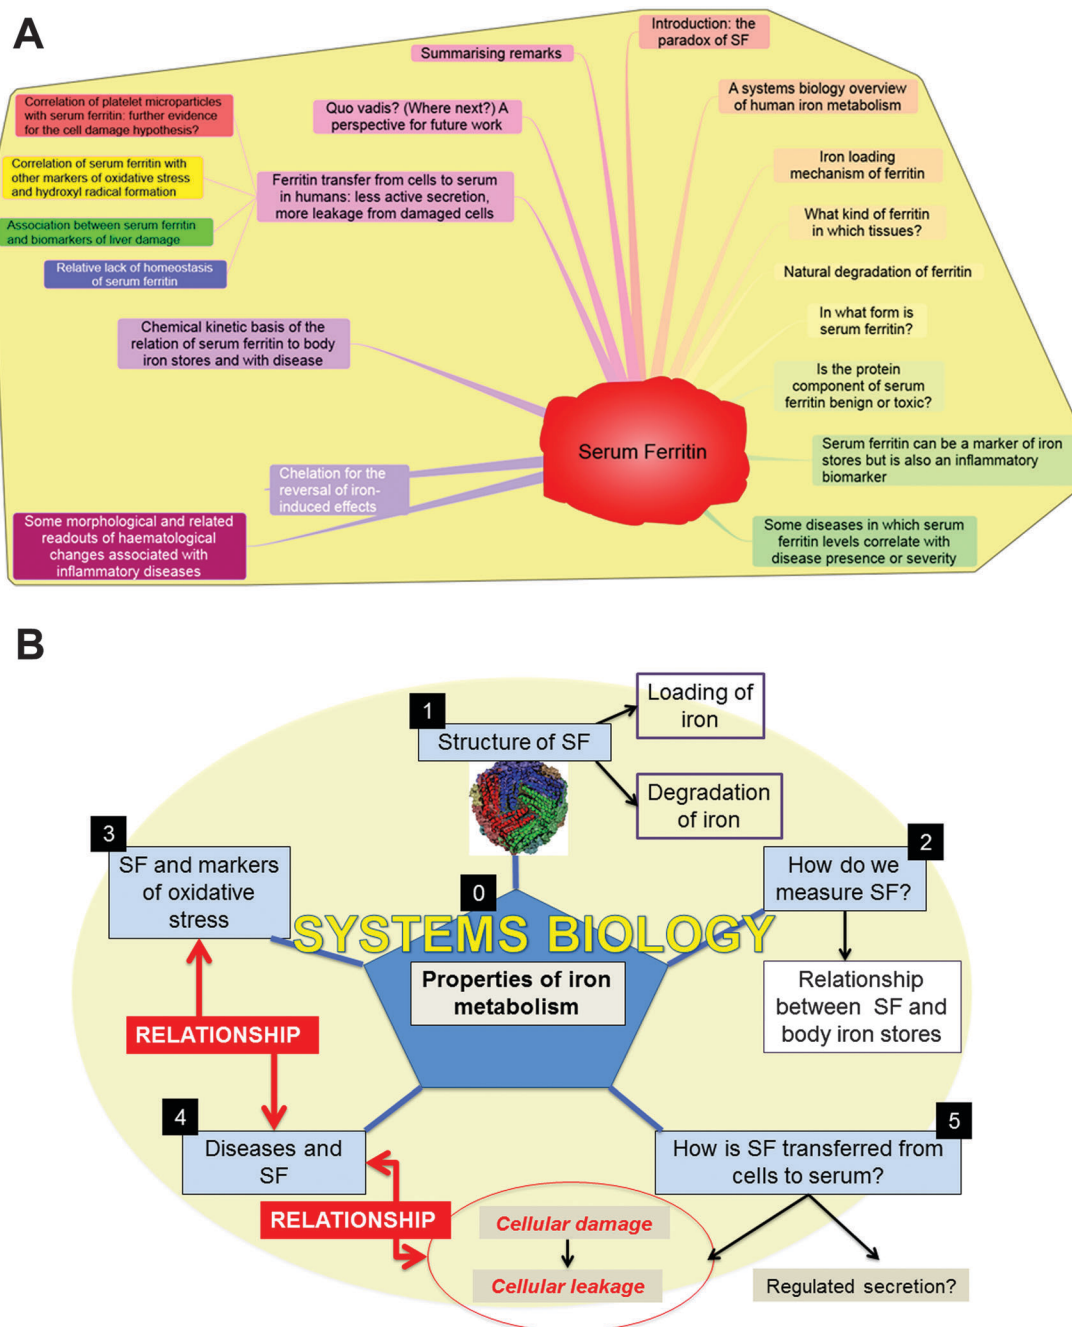 A
Introduction: the
paradox of SF
Summarising remarks
A systems biology overview
of human iron metabolism
Correlation of platelet microparticles
with serum ferritin: further evidence
for the cell damage hypothesis?
Quo vadis? (Where next?) A
perspective for future work
Iron loading
mechanism of ferritin
Correlation of serum ferritin with
other markers of oxidative stress
and hydroxyl radical formation
Ferritin transfer from cells to serum
in humans: less active secretion,
more leakage from damaged cells
What kind of ferritin
in which tissues?
Association between serum ferritin
and biomarkers of liver damage
Natural degradation of ferritin
Relative lack of homeostasis
of serum ferritin
In what form is
serum ferritin?
Chemical kinetic basis of the
relation of serum ferritin to body
iron stores and with disease
Is the protein
component of serum
ferritin benign or toxic?
Serum Ferritin
Serum ferritin can be a marker of iron
stores but is also an inflammatory
biomarker
Chelation for the
reversal of iron-
induced effects
Some morphological and related
readouts of haematological
changes associated with
inflammatory diseases
Some diseases in which serum
ferritin levels correlate with
disease presence or severity
B
1
Structure of SF
Loading of
iron
Degradation
of iron
3
SF and markers
of oxidative
stress
2
How do we
measure SF?
0
SYSTEMS BIOLOGY
Properties of iron
metabolism
Relationship
between SF and
body iron stores
RELATIONSHIP
4
Diseases and
SF
5
How is SF transferred from
cells to serum?
RELATIONSHIP
Cellular damage
Cellular leakage
Regulated secretion?